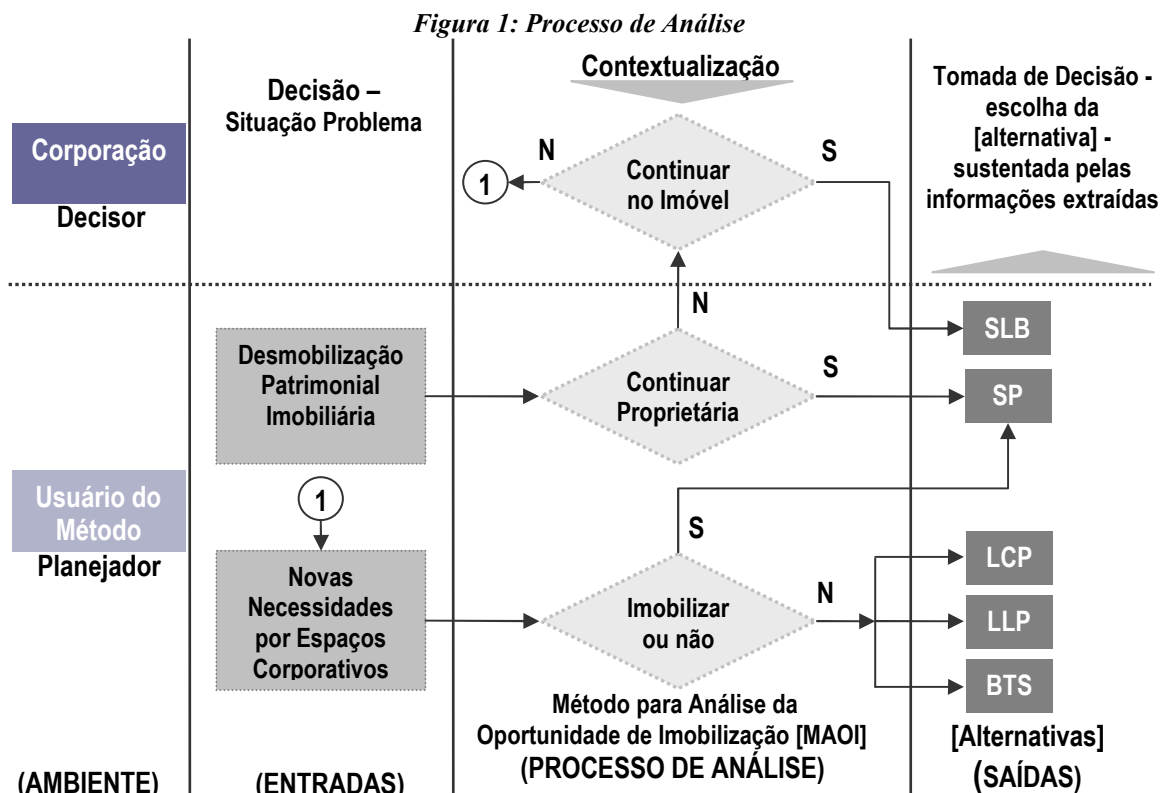 Figura 1: Processo de Análise
Corporação
Decisor
Usuário do
Método
Planejador
(AMBIENTE)
Decisão –
Situação Problema
Desmobilização
Patrimonial
Imobiliária
1
Novas
Necessidades
por Espaços
Corporativos
(ENTRADAS)
Contextualização
N
S
1
Continuar
no Imóvel
N
S
Continuar
Proprietária
S
N
Imobilizar
ou não
Método para Análise da
Oportunidade de Imobilização [MAOI]
(PROCESSO DE ANÁLISE)
Tomada de Decisão -
escolha da
[alternativa] -
sustentada pelas
informações extraídas
SLB
SP
LCP
LLP
BTS
[Alternativas]
(SAÍDAS)